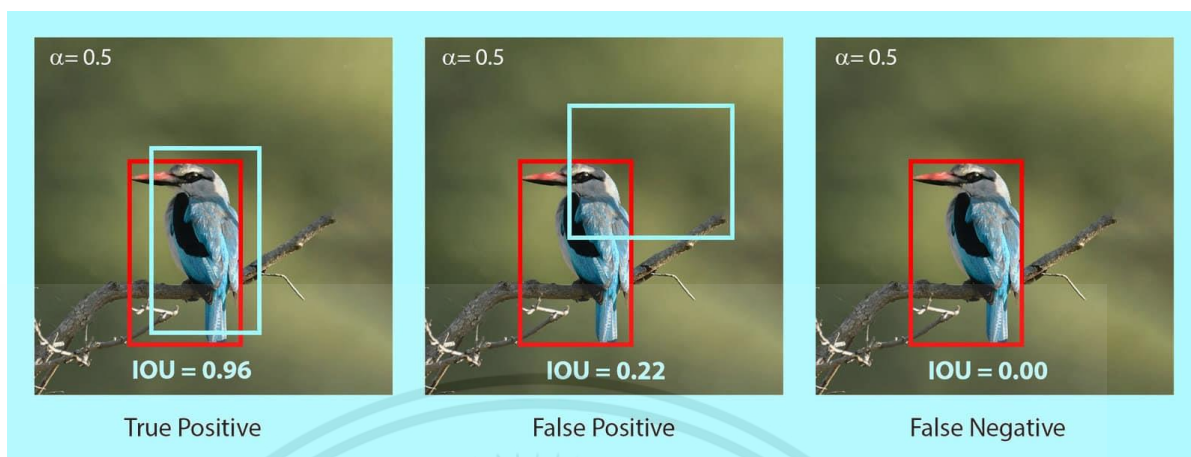 α= 0.5
α= 0.5
α= 0.5
IOU = 0.96
IOU = 0.22
IOU = 0.00
True Positive
False Positive
False Negative